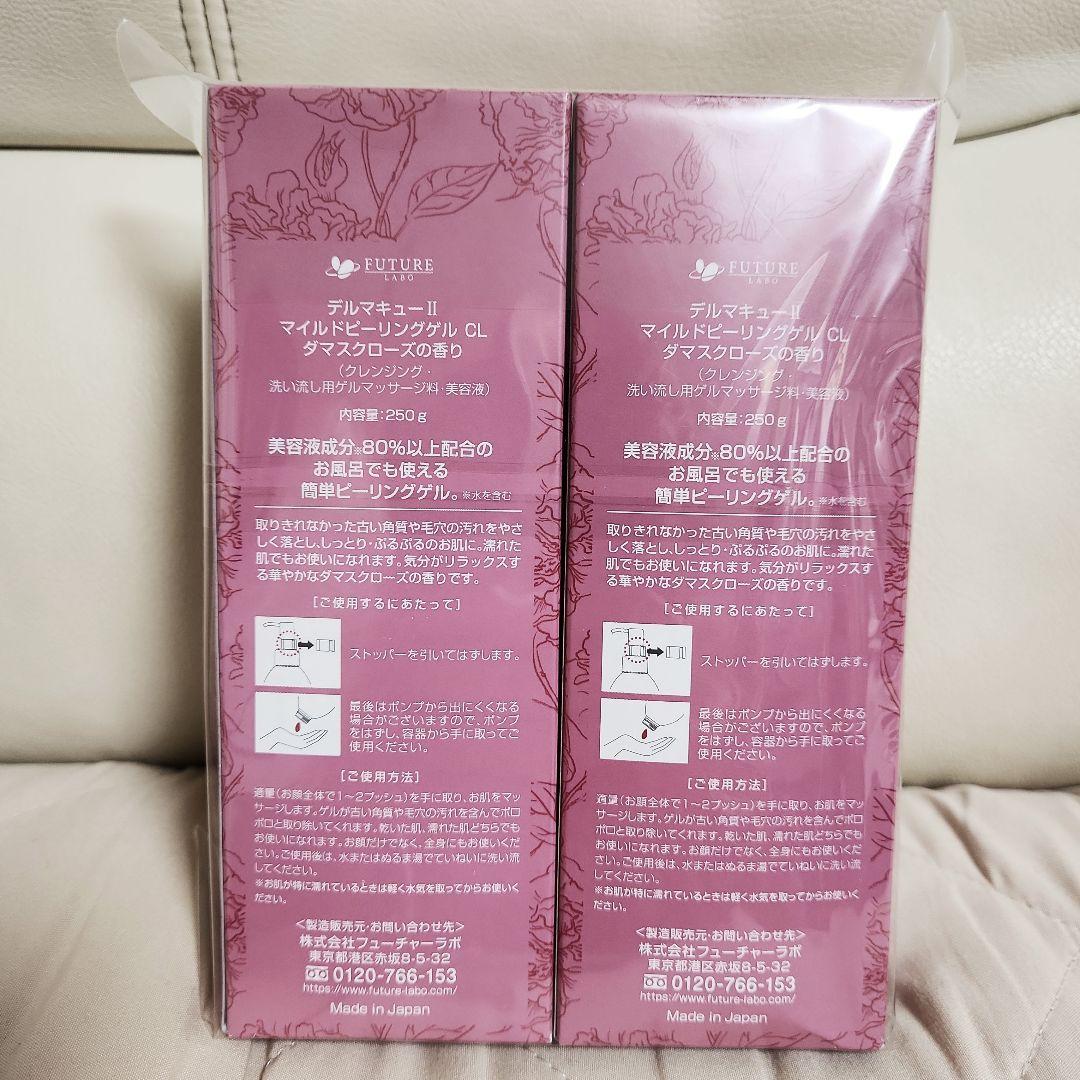 FUTURE
LABO
デルマキューⅡ
マイルドピーリングゲル CL
ダマスクローズの香り
(クレンジング・
洗い流し用ゲルマッサージ料・美容液)
内容量:250g
美容液成分※80%以上配合の
お風呂でも使える
簡単ピーリングゲル。※水を含む
取りきれなかった古い角質や毛穴の汚れをやさ
しく落とし、しっとり・ぷるぷるのお肌に。濡れた
肌でもお使いになれます。気分がリラックスす
る華やかなダマスクローズの香りです。
[ご使用するにあたって]
ストッパーを引いてはずします。
最後はポンプから出にくくなる
場合がございますので、ポンプ
をはずし、容器から手に取ってご
使用ください。
[ご使用方法]
適量(お顔全体で1〜2プッシュ)を手に取り、お肌をマッ
サージします。ゲルが古い角質や毛穴の汚れを含んでポロ
ポロと取り除いてくれます。乾いた肌、濡れた肌どちらでも
お使いになれます。お顔だけでなく、全身にもお使いくださ
い。ご使用後は、水またはぬるま湯でていねいに洗い流
してください。
※お肌が特に濡れているときは軽く水気を取ってからお使いく
ださい。
<製造販売元・お問い合わせ先>
株式会社フューチャーラボ
東京都港区赤坂8-5-32
0120-766-153
https://www.future-labo.com/
Made in Japan
FUTURE
LABO
デルマキューⅡ
マイルドピーリングゲル CL
ダマスクローズの香り
(クレンジング・
洗い流し用ゲルマッサージ料・美容液)
内容量:250g
美容液成分※80%以上配合の
お風呂でも使える
簡単ピーリングゲル。※水を含む
取りきれなかった古い角質や毛穴の汚れをやさ
しく落とし、しっとり・ぷるぷるのお肌に。濡れた
肌でもお使いになれます。気分がリラックスす
る華やかなダマスクローズの香りです。
[ご使用するにあたって]
ストッパーを引いてはずします。
最後はポンプから出にくくなる
場合がございますので、ポンプ
をはずし、容器から手に取ってご
使用ください。
[ご使用方法]
適量(お顔全体で1〜2プッシュ)を手に取り、お肌をマッ
サージします。ゲルが古い角質や毛穴の汚れを含んでポロ
ポロと取り除いてくれます。乾いた肌、濡れた肌どちらでも
お使いになれます。お顔だけでなく、全身にもお使いくださ
い。ご使用後は、水またはぬるま湯でていねいに洗い流
してください。
※お肌が特に濡れているときは軽く水気を取ってからお使いく
ださい。
<製造販売元・お問い合わせ先>
株式会社フューチャーラボ
東京都港区赤坂8-5-32
0120-766-153
https://www.future-labo.com/
Made in Japan